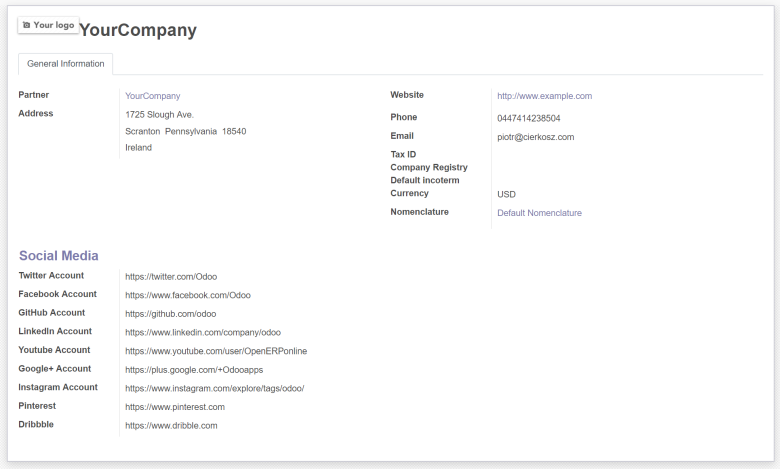 Your logo YourCompany
General Information
Partner YourCompany
Address 1725 Slough Ave.
Scranton Pennsylvania 18540
Ireland
Website http://www.example.com
Phone 0447414238504
Email piotr@cierkosz.com
Tax ID
Company Registry
Default incoterm
Currency USD
Nomenclature Default Nomenclature
Social Media
Twitter Account https://twitter.com/Odoo
Facebook Account https://www.facebook.com/Odoo
GitHub Account https://github.com/odoo
LinkedIn Account https://www.linkedin.com/company/odoo
Youtube Account https://www.youtube.com/user/OpenERPonline
Google+ Account https://plus.google.com/+Odooapps
Instagram Account https://www.instagram.com/explore/tags/odoo/
Pinterest https://www.pinterest.com
Dribbble https://www.dribble.com